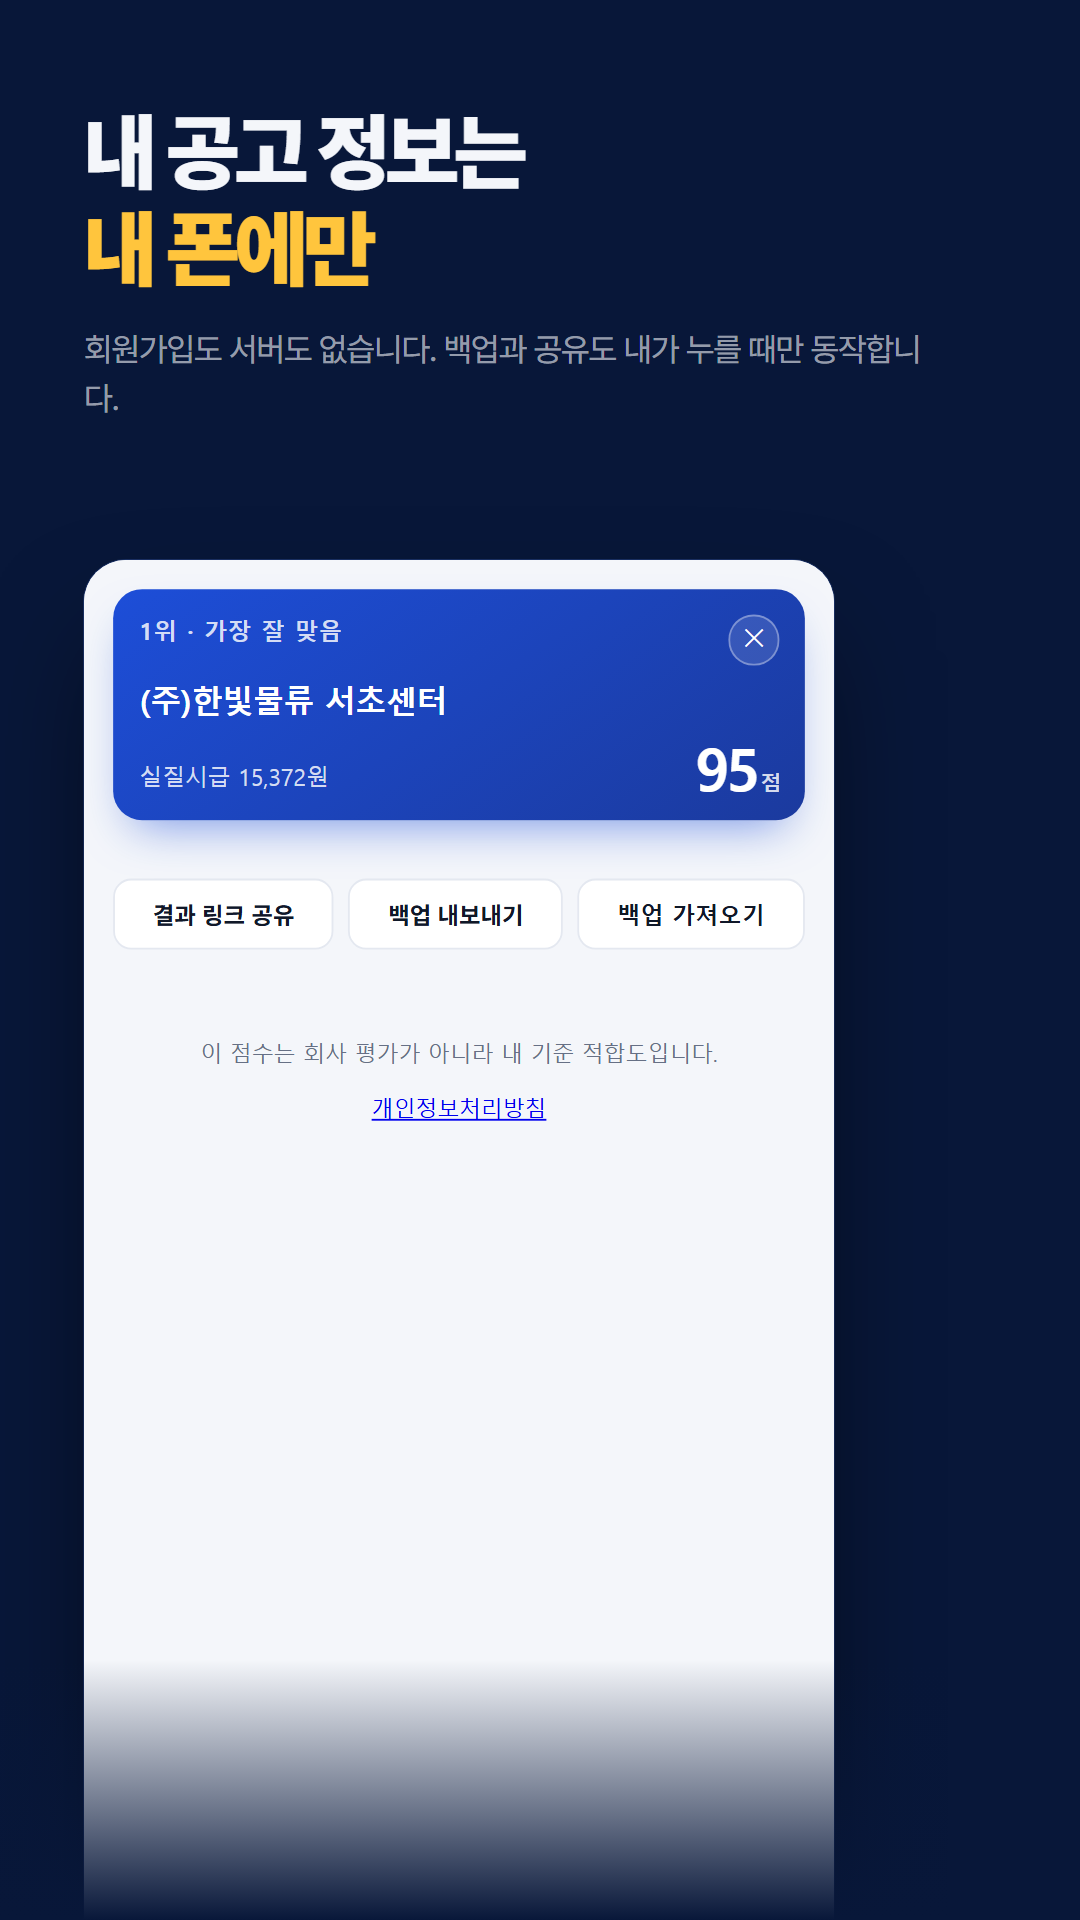 내 공고 정보는
내 폰에만
회원가입도 서버도 없습니다. 백업과 공유도 내가 누를 때만 동작합니
다.
1위 · 가장 잘 맞음
(주)한빛물류 서초센터
실질시급 15,372원
95점
결과 링크 공유
백업 내보내기
백업 가져오기
이 점수는 회사 평가가 아니라 내 기준 적합도입니다.
개인정보처리방침